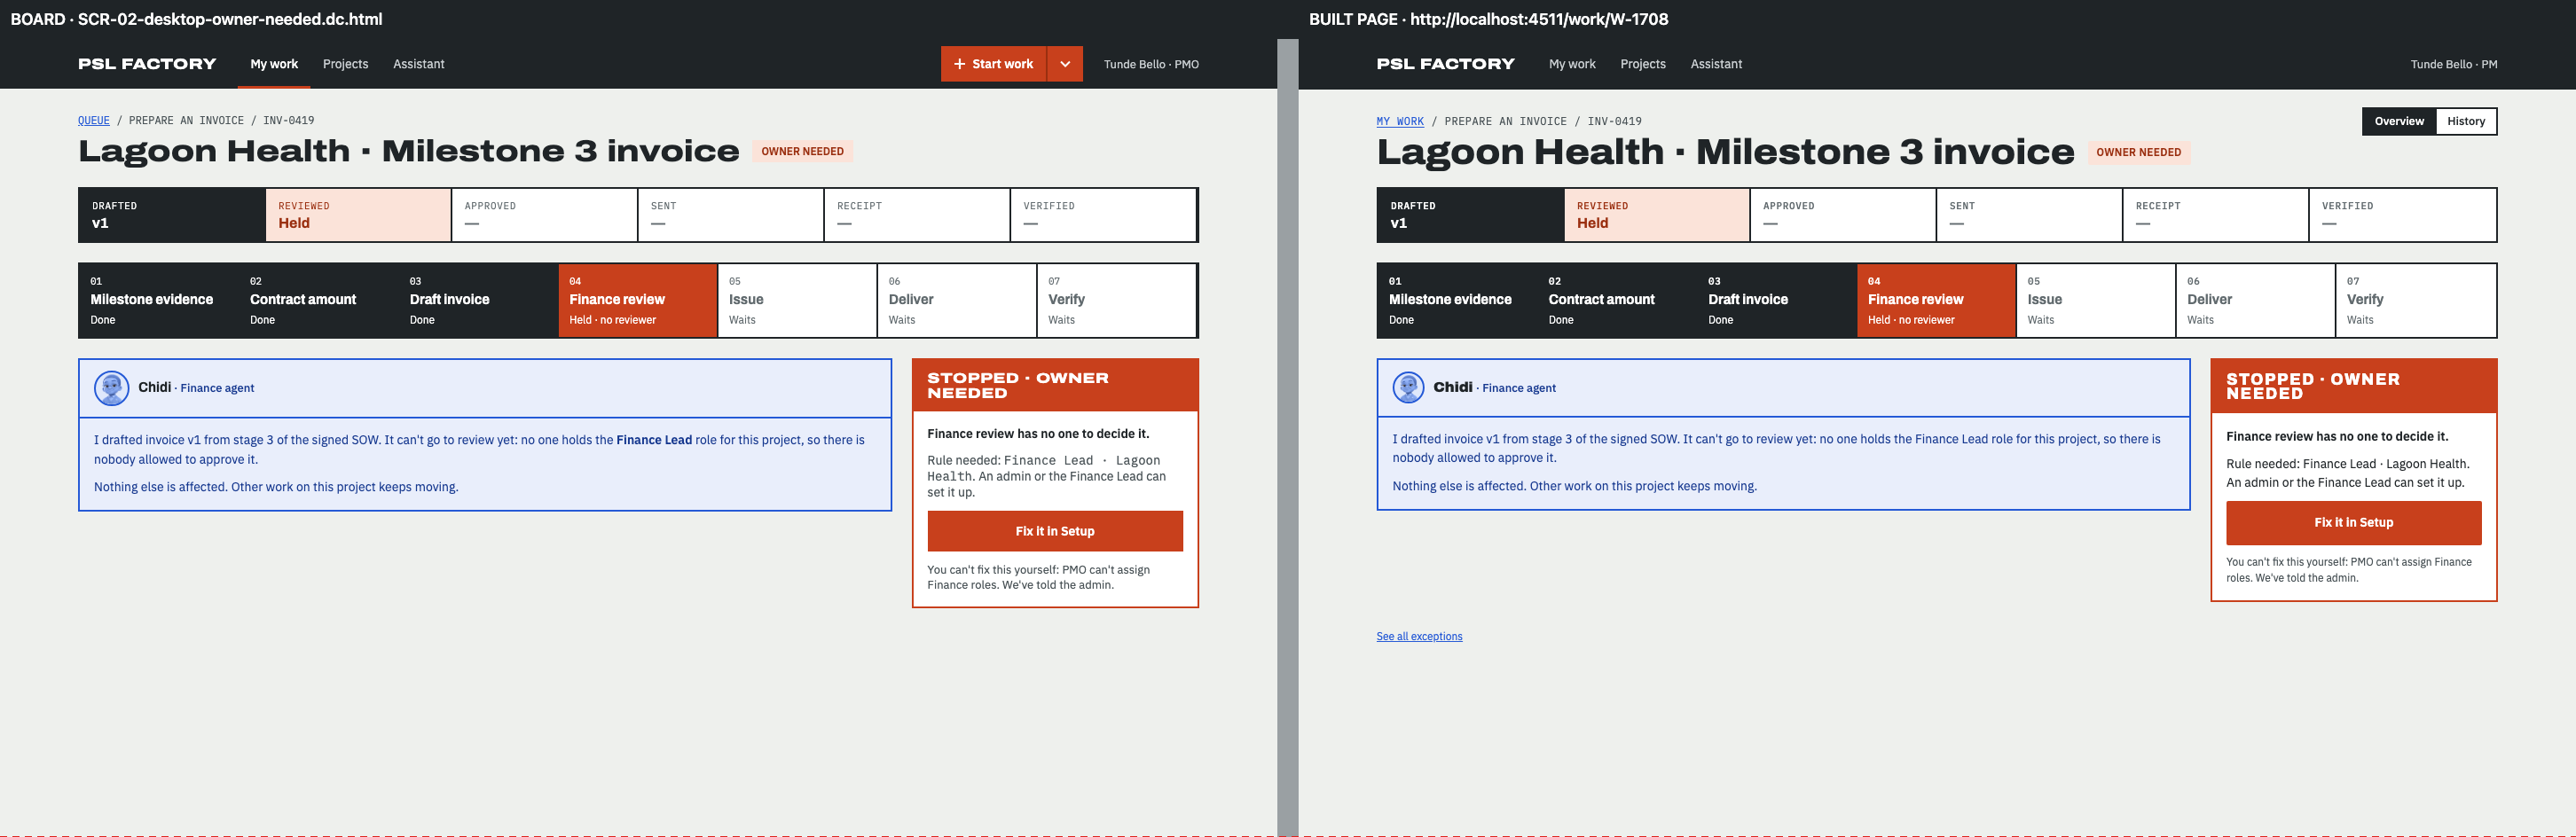 BOARD · SCR-02-desktop-owner-needed.dc.html
PSL FACTORY My work Projects Assistant + Start work Tunde Bello · PMO
QUEUE / PREPARE AN INVOICE / INV-0419
Lagoon Health · Milestone 3 invoice OWNER NEEDED
DRAFTED REVIEWED APPROVED SENT RECEIPT VERIFIED
v1 Held — — — —
01 02 03 04 05 06 07
Milestone evidence Contract amount Draft invoice Finance review Issue Deliver Verify
Done Done Done Held · no reviewer Waits Waits Waits
Chidi · Finance agent
I drafted invoice v1 from stage 3 of the signed SOW. It can't go to review yet: no one holds the Finance Lead role for this project, so there is
nobody allowed to approve it.
Nothing else is affected. Other work on this project keeps moving.
STOPPED · OWNER
NEEDED
Finance review has no one to decide it.
Rule needed: Finance Lead · Lagoon
Health. An admin or the Finance Lead can
set it up.
Fix it in Setup
You can't fix this yourself: PMO can't assign
Finance roles. We've told the admin.
BUILT PAGE · http://localhost:4511/work/W-1708
PSL FACTORY My work Projects Assistant Tunde Bello · PM
MY WORK / PREPARE AN INVOICE / INV-0419
Overview History
Lagoon Health · Milestone 3 invoice OWNER NEEDED
DRAFTED REVIEWED APPROVED SENT RECEIPT VERIFIED
v1 Held — — — —
01 02 03 04 05 06 07
Milestone evidence Contract amount Draft invoice Finance review Issue Deliver Verify
Done Done Done Held · no reviewer Waits Waits Waits
Chidi · Finance agent
I drafted invoice v1 from stage 3 of the signed SOW. It can't go to review yet: no one holds the Finance Lead role for this project, so there is
nobody allowed to approve it.
Nothing else is affected. Other work on this project keeps moving.
STOPPED · OWNER
NEEDED
Finance review has no one to decide it.
Rule needed: Finance Lead · Lagoon Health.
An admin or the Finance Lead can set it up.
Fix it in Setup
You can't fix this yourself: PMO can't assign Finance
roles. We've told the admin.
See all exceptions